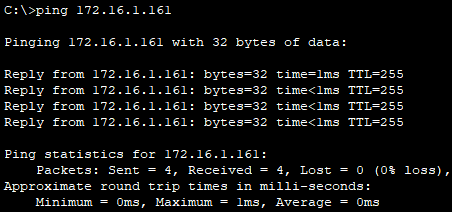 C:\>ping 172.16.1.161
Pinging 172.16.1.161 with 32 bytes of data:
Reply from 172.16.1.161: bytes=32 time=1ms TTL=255
Reply from 172.16.1.161: bytes=32 time<1ms TTL=255
Reply from 172.16.1.161: bytes=32 time<1ms TTL=255
Reply from 172.16.1.161: bytes=32 time<1ms TTL=255
Ping statistics for 172.16.1.161:
    Packets: Sent = 4, Received = 4, Lost = 0 (0% loss),
Approximate round trip times in milli-seconds:
    Minimum = 0ms, Maximum = 1ms, Average = 0ms